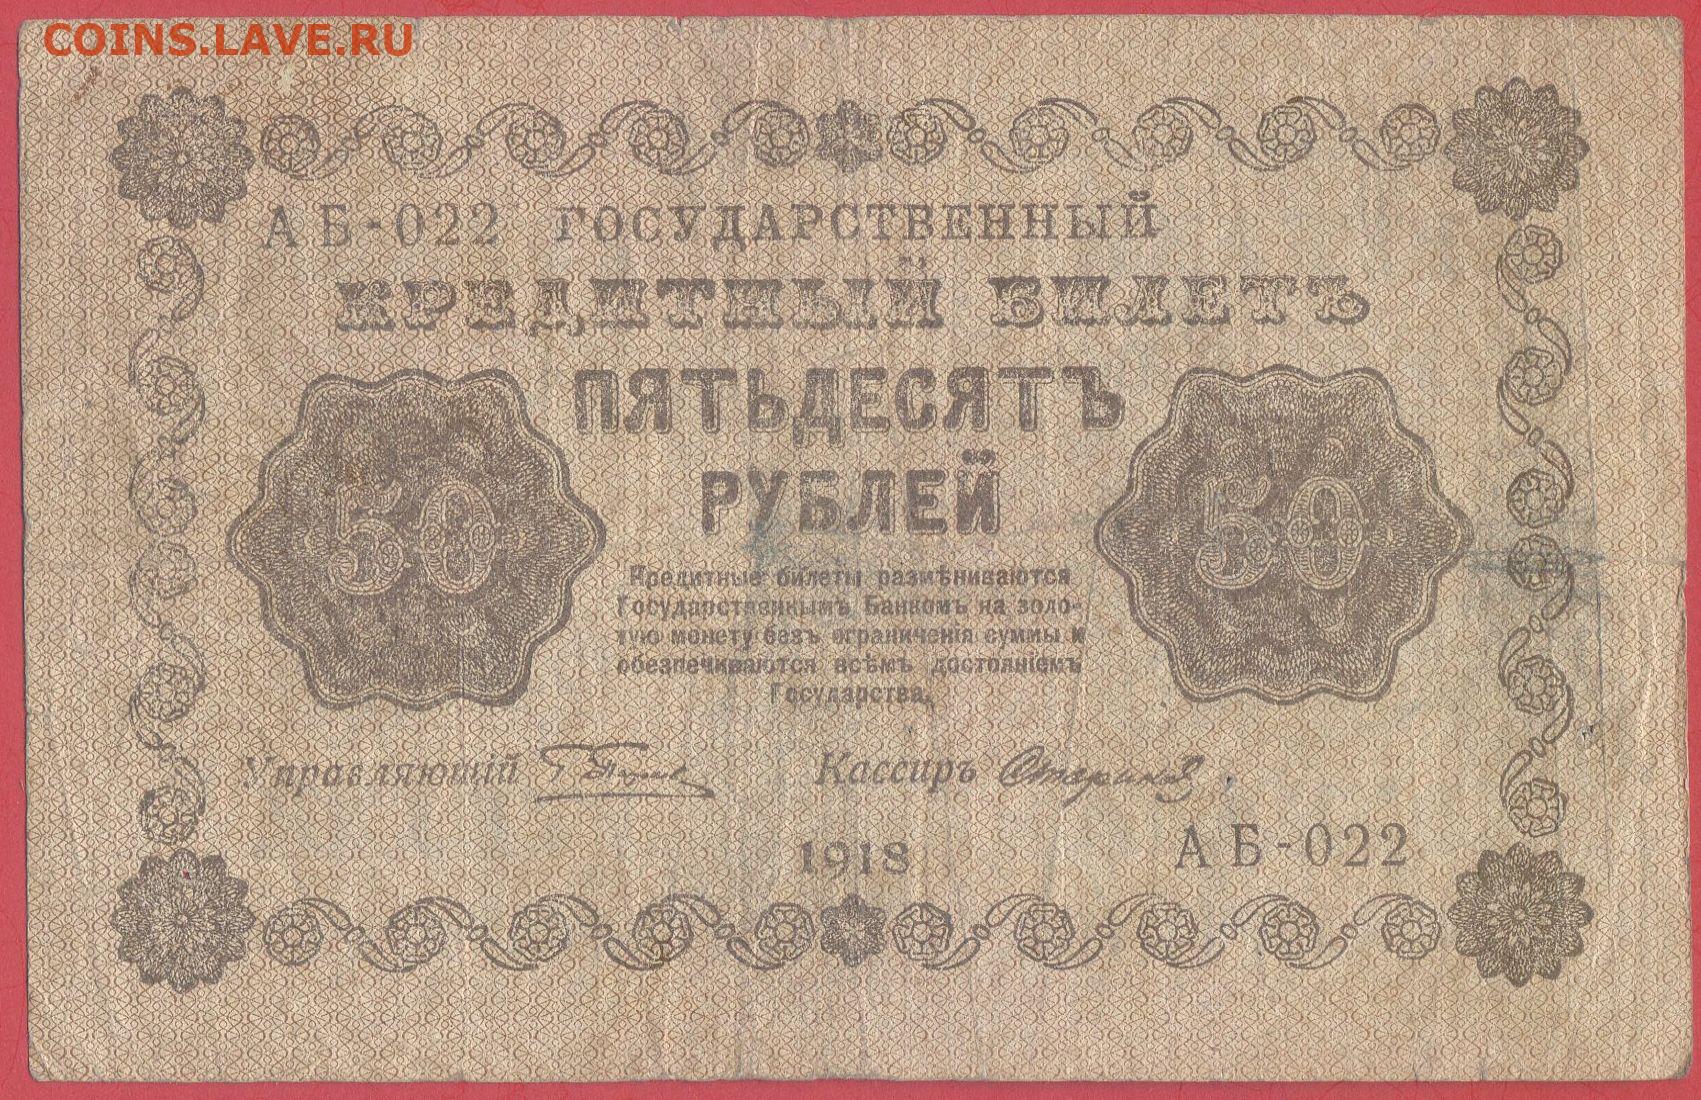 COINS.LAVE.RU
АБ-022 ГОСУДАРСТВЕННЫЙ
КРЕДИТНЫЙ БИЛЕТЪ
ПЯТЬДЕСЯТЪ
РУБЛЕЙ
50 50
Кредитные билеты размѣниваются
Государственнымъ Банкомъ на золо-
тую монету безъ ограниченія суммы и
обезпечиваются всѣмъ достояніемъ
Государства.
Управляющій Кассиръ
1918 АБ-022